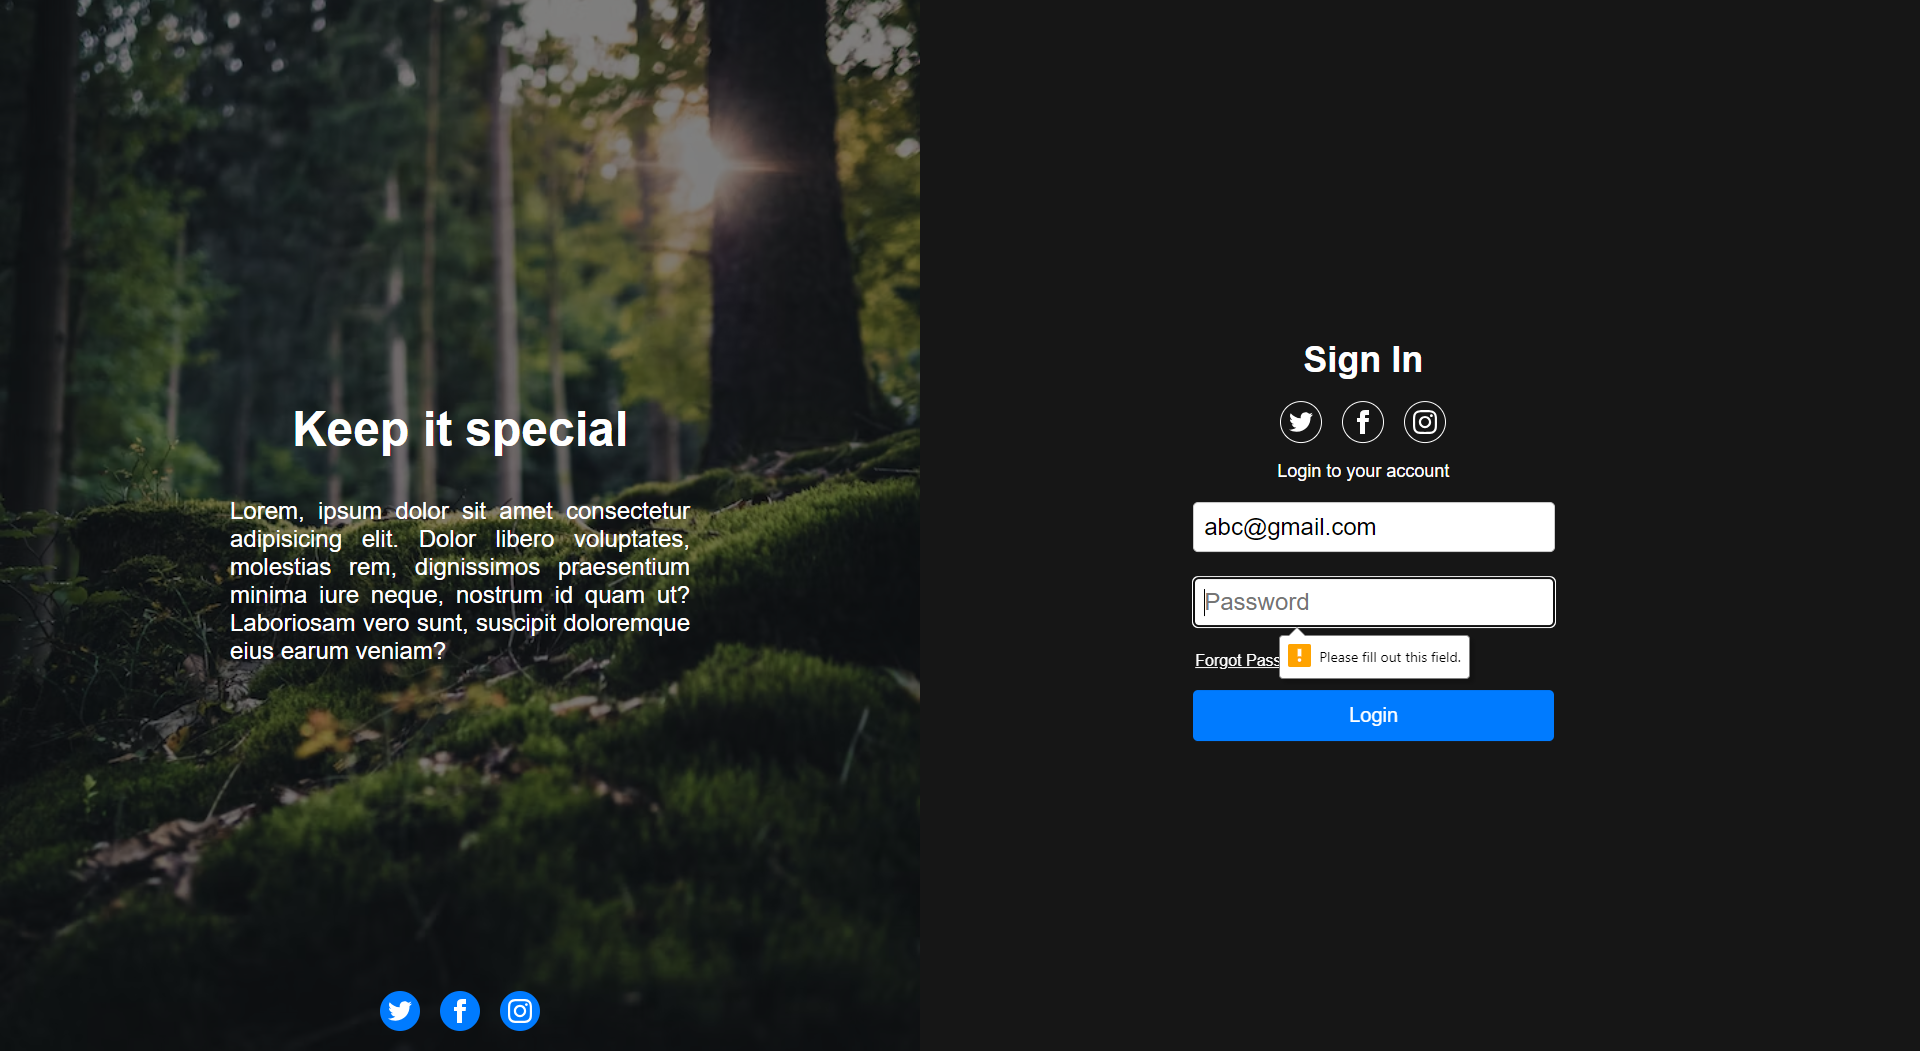 Keep it special
Lorem, ipsum dolor sit amet consectetur
adipisicing elit. Dolor libero voluptates,
molestias rem, dignissimos praesentium
minima iure neque, nostrum id quam ut?
Laboriosam vero sunt, suscipit doloremque
eius earum veniam?
Sign In
Login to your account
abc@gmail.com
Password
Forgot Pass
Please fill out this field.
Login